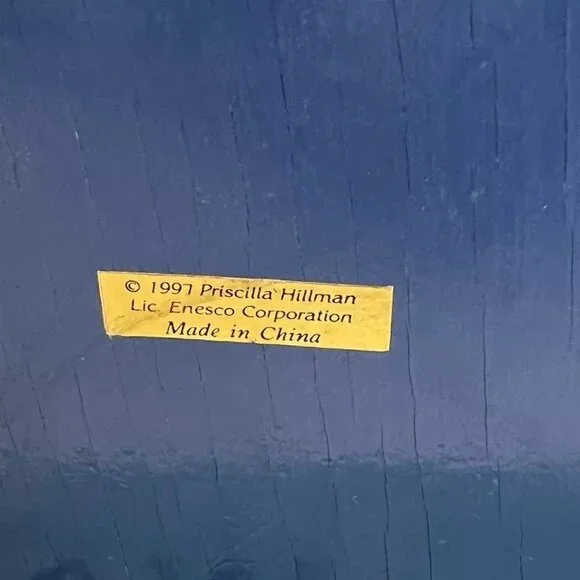 © 1997 Priscilla Hillman
Lic. Enesco Corporation
Made in China